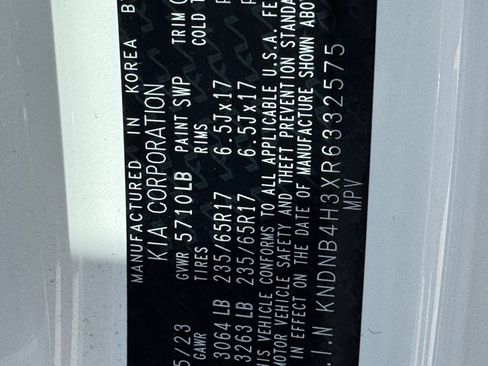 MANUFACTURED IN KOREA BY
KIA CORPORATION
5/23 GVWR 5710LB PAINT SWP TRIM
GAWR TIRES RIMS COLD
3064 LB 235/65R17 6.5Jx17
3263 LB 235/65R17 6.5Jx17
VEHICLE CONFORMS TO ALL APPLICABLE U.S.A. FE
MOTOR VEHICLE SAFETY AND THEFT PREVENTION STANDA
IN EFFECT ON THE DATE OF MANUFACTURE SHOWN ABO
.I.N KNDNB4H3XR6332575
MPV